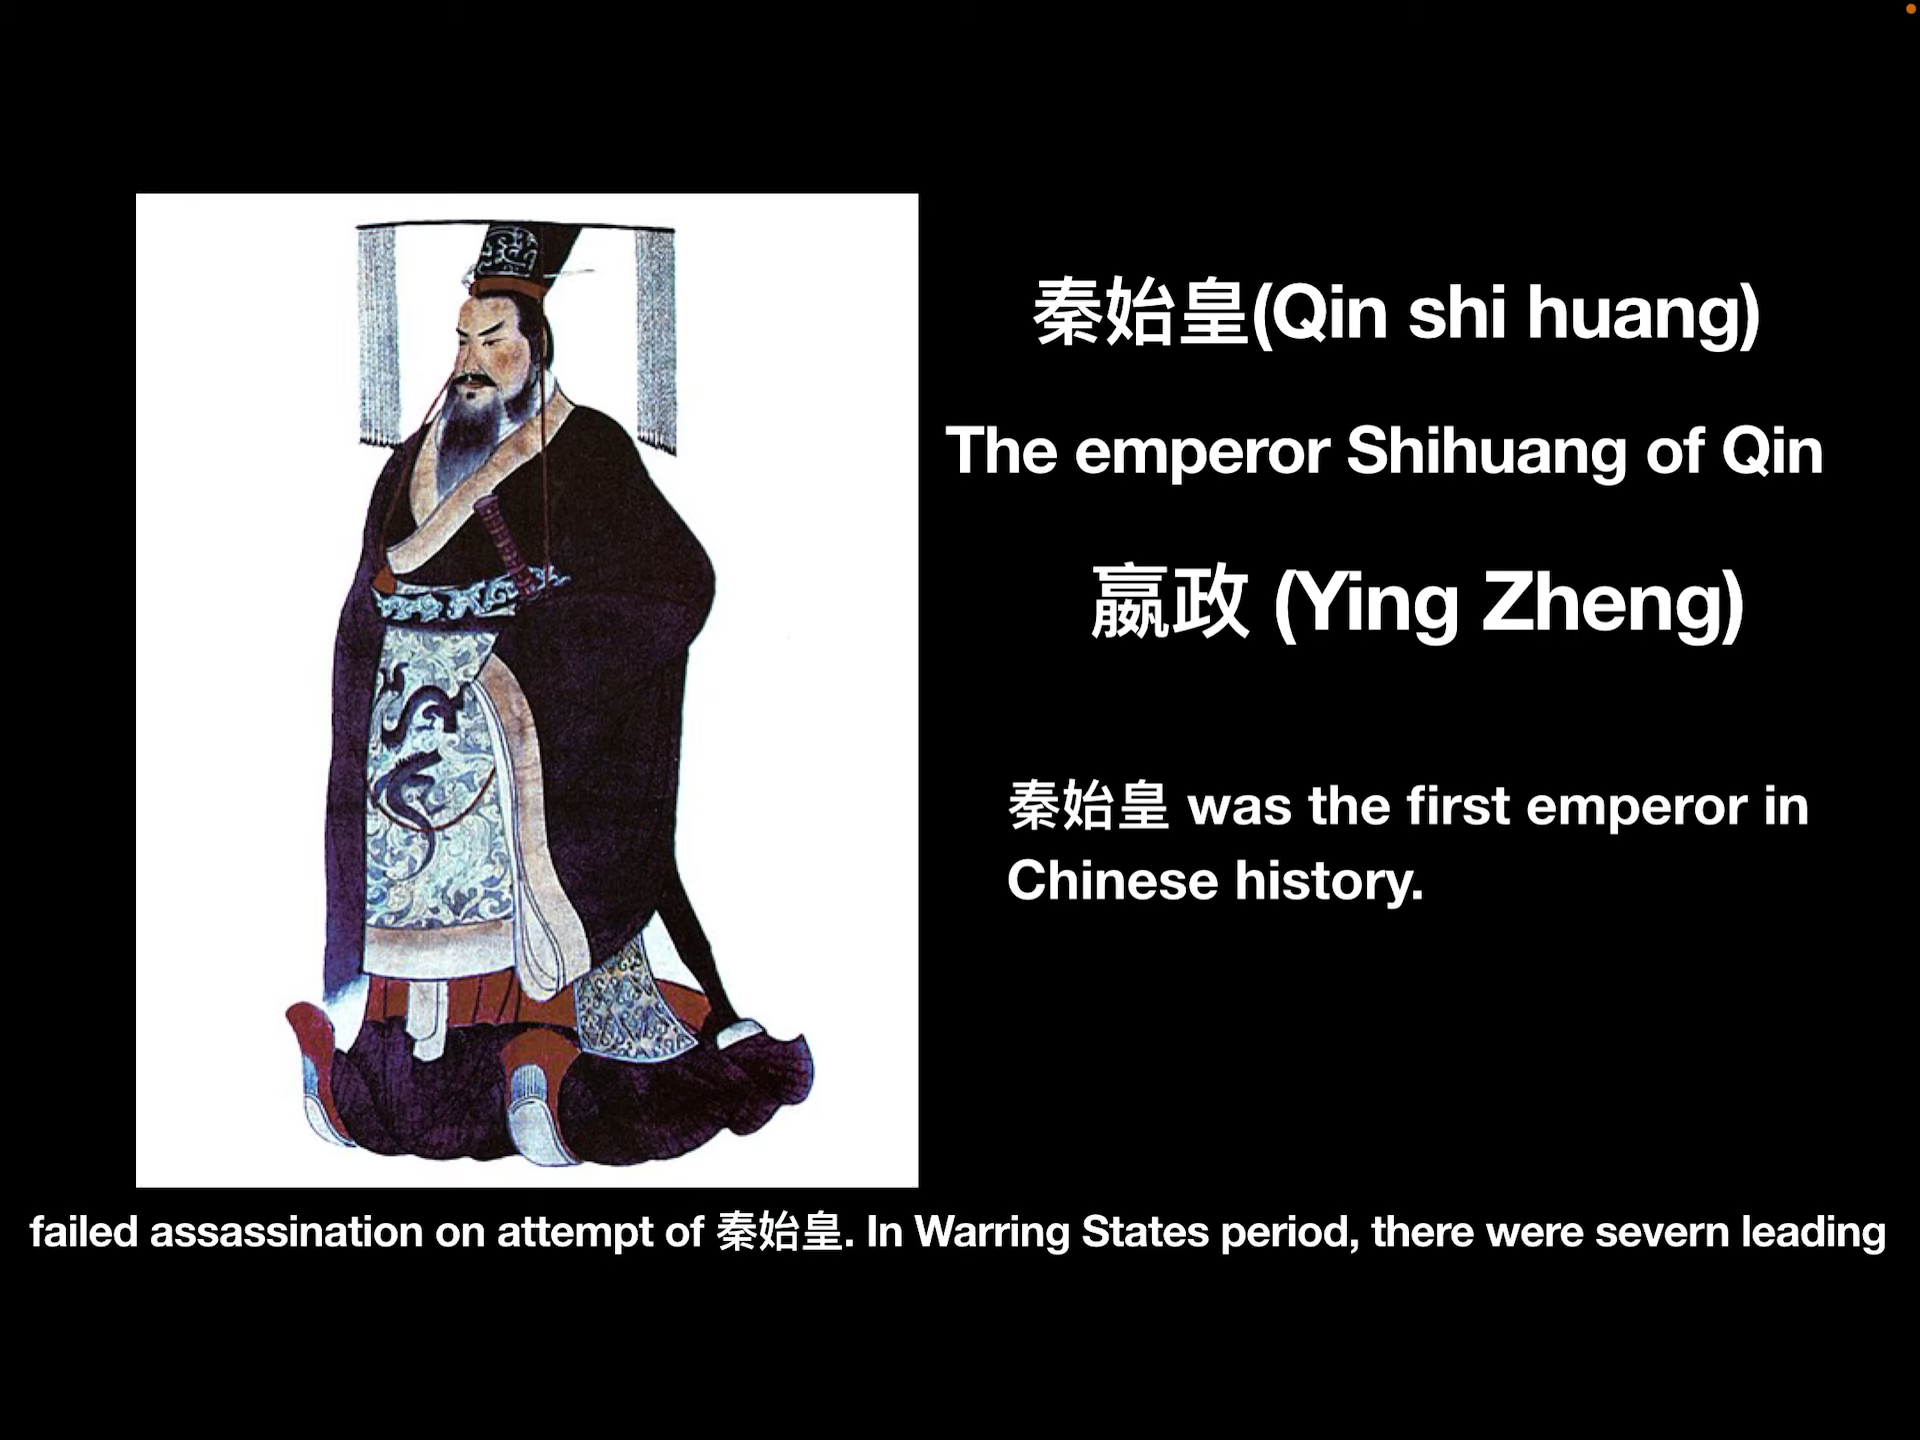 秦始皇(Qin shi huang)
The emperor Shihuang of Qin
嬴政 (Ying Zheng)
秦始皇 was the first emperor in
Chinese history.
failed assassination on attempt of 秦始皇. In Warring States period, there were severn leading